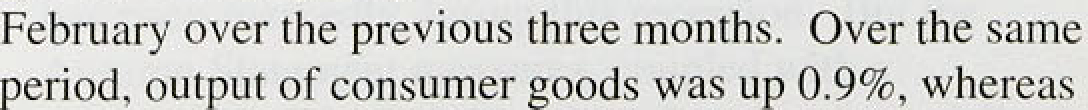 February over the previous three months.  Over the same
period, output of consumer goods was up 0.9%, whereas